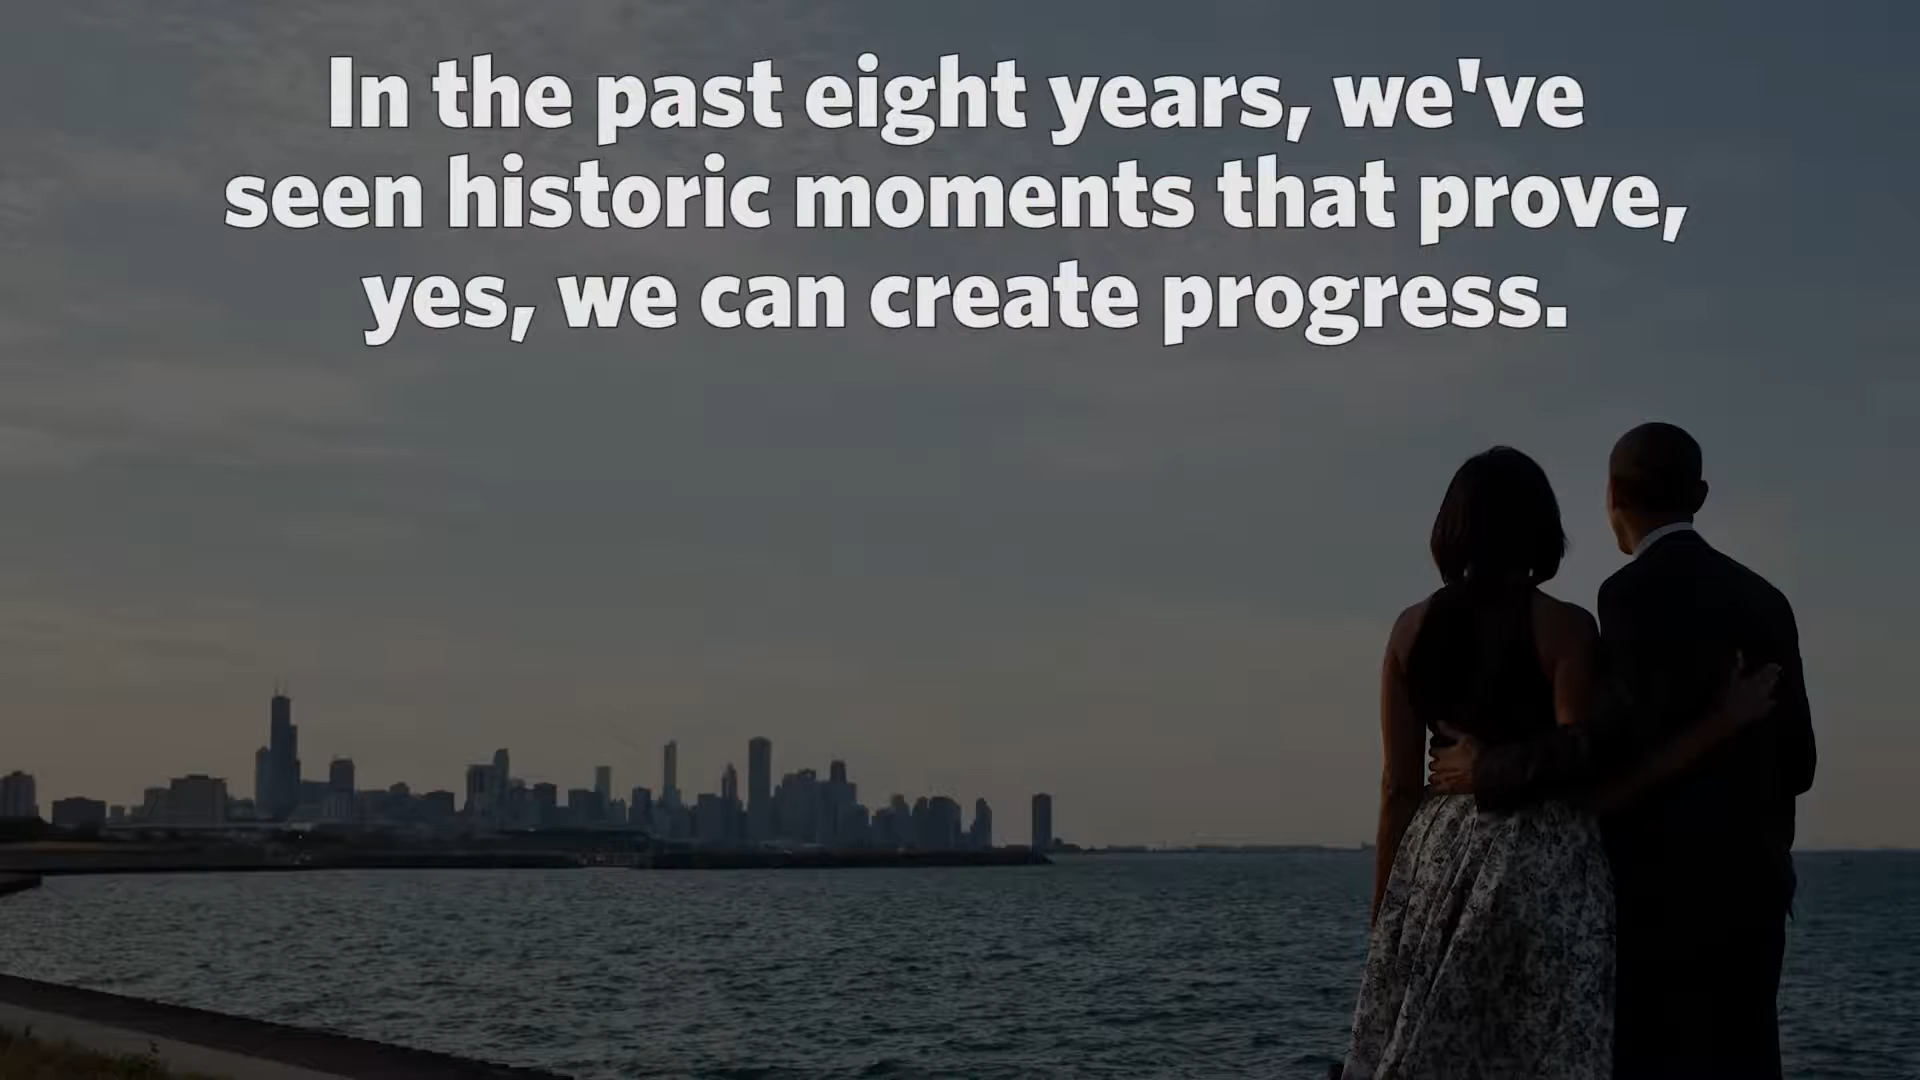 In the past eight years, we've
seen historic moments that prove,
yes, we can create progress.